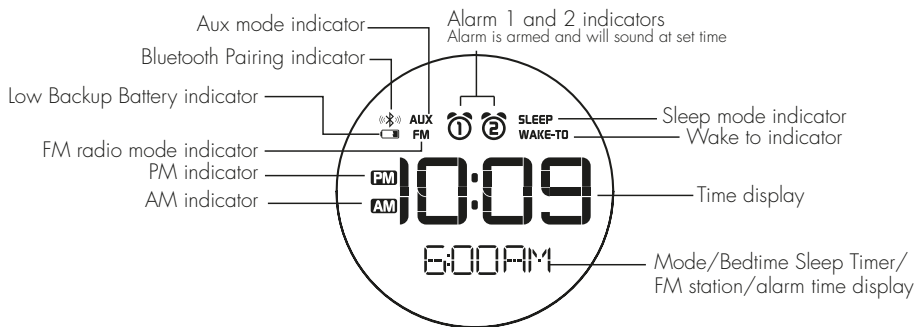 Aux mode indicator
Alarm 1 and 2 indicators
Alarm is armed and will sound at set time
Bluetooth Pairing indicator
Low Backup Battery indicator
AUX
1
2
SLEEP
Sleep mode indicator
FM
WAKE-TO
Wake to indicator
FM radio mode indicator
PM indicator
PM
AM indicator
AM
10:09
Time display
6:00AM
Mode/Bedtime Sleep Timer/
FM station/alarm time display